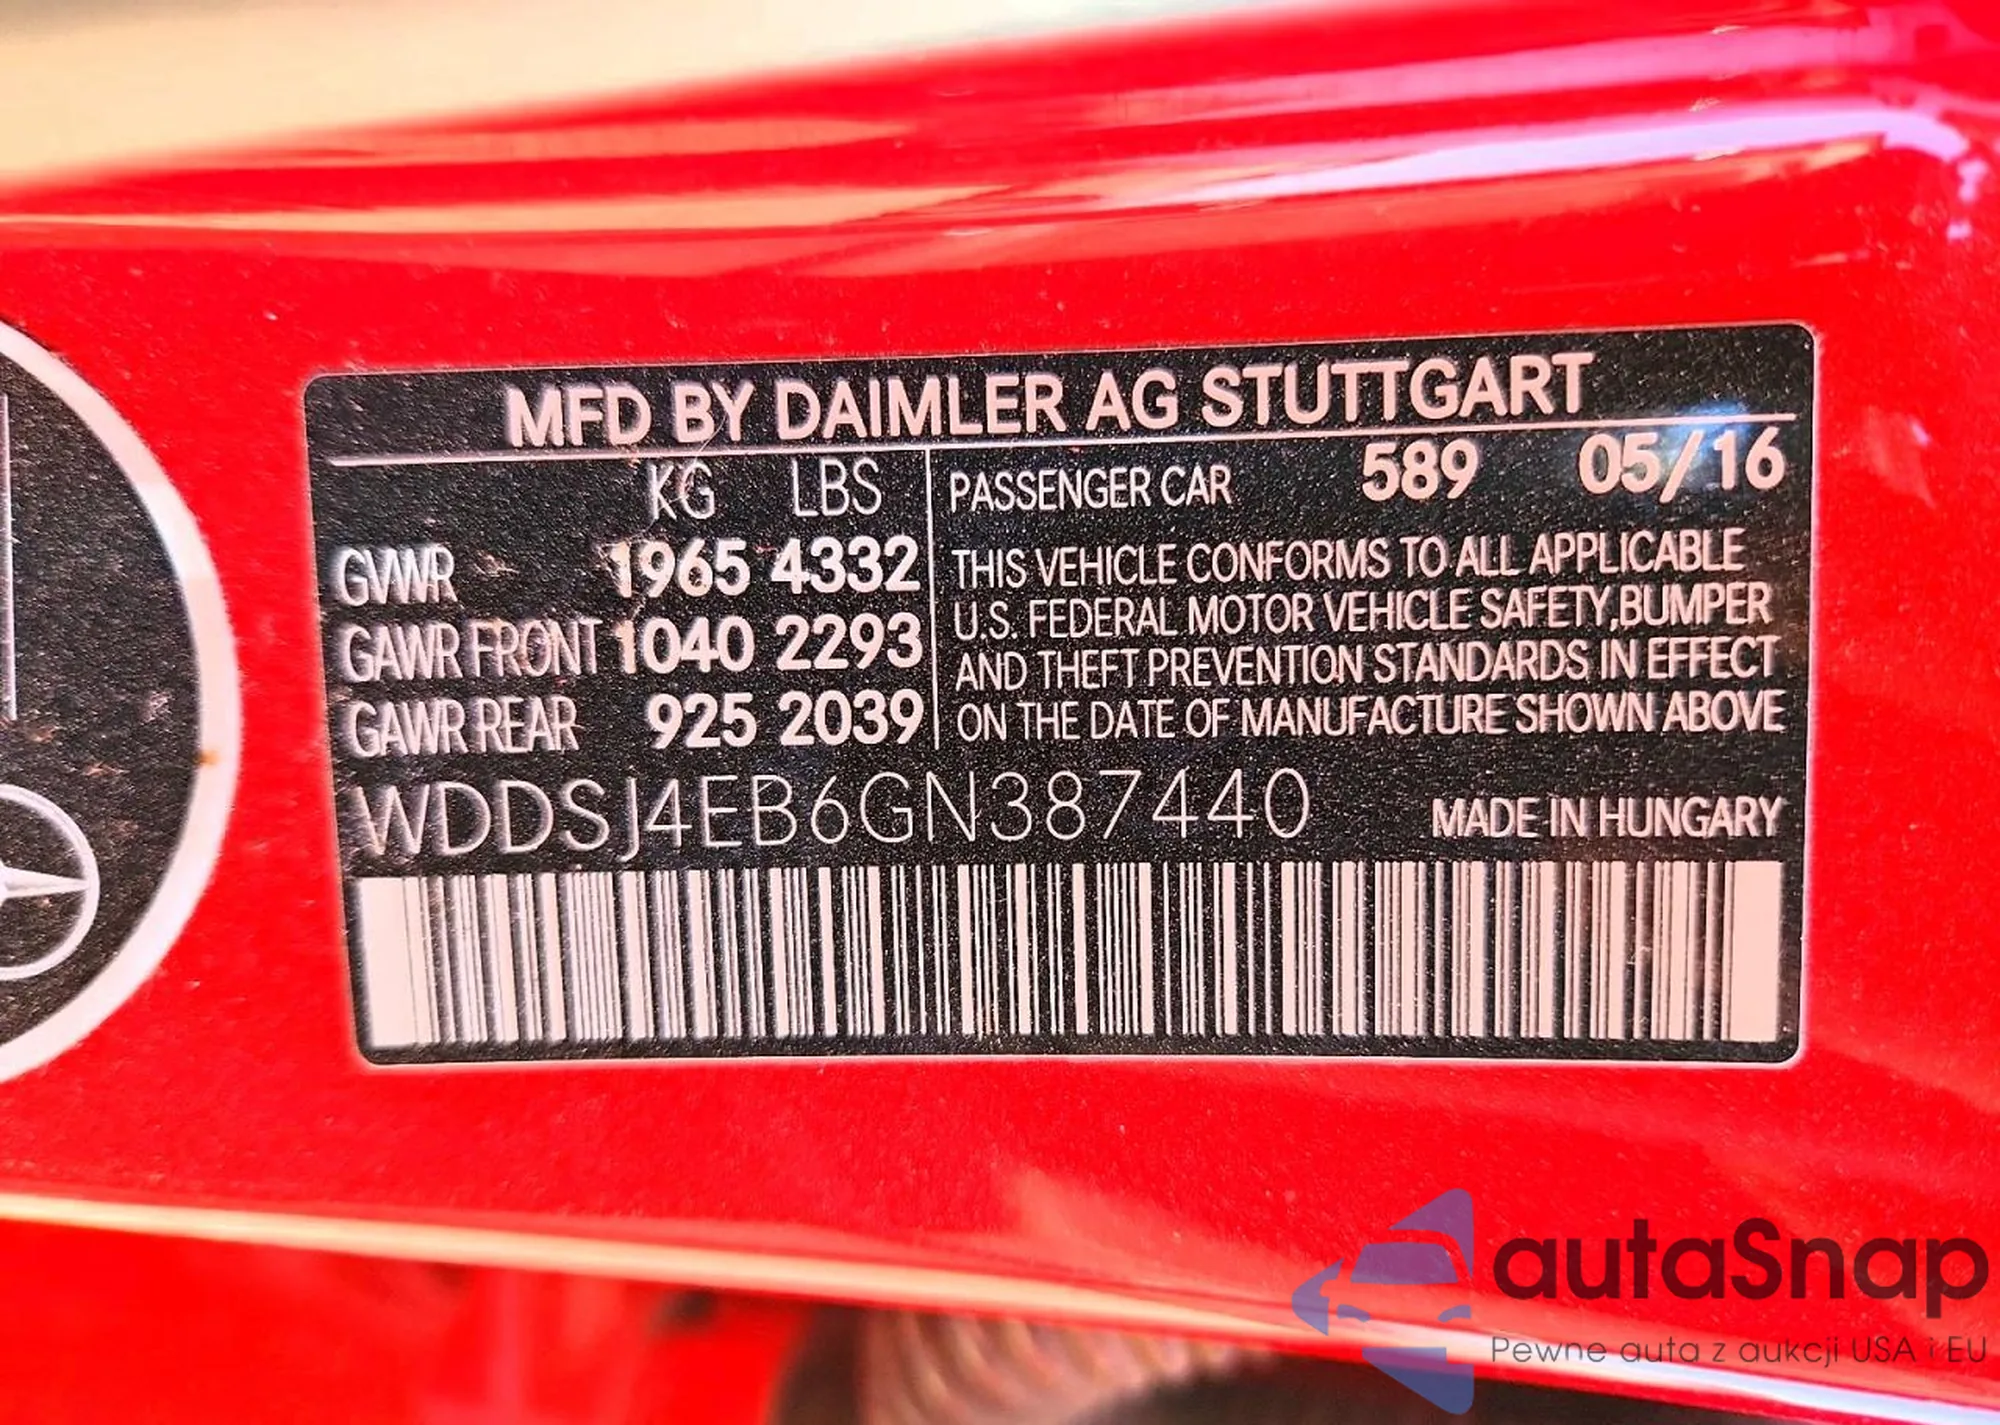 MFD BY DAIMLER AG STUTTGART
KG LBS
GVWR 1965 4332
GAWR FRONT 1040 2293
GAWR REAR 925 2039
PASSENGER CAR 589 05/16
THIS VEHICLE CONFORMS TO ALL APPLICABLE
U.S. FEDERAL MOTOR VEHICLE SAFETY,BUMPER
AND THEFT PREVENTION STANDARDS IN EFFECT
ON THE DATE OF MANUFACTURE SHOWN ABOVE
WDDSJ4EB6GN387440 MADE IN HUNGARY
autaSnap
Pewne auta z aukcji USA i EU